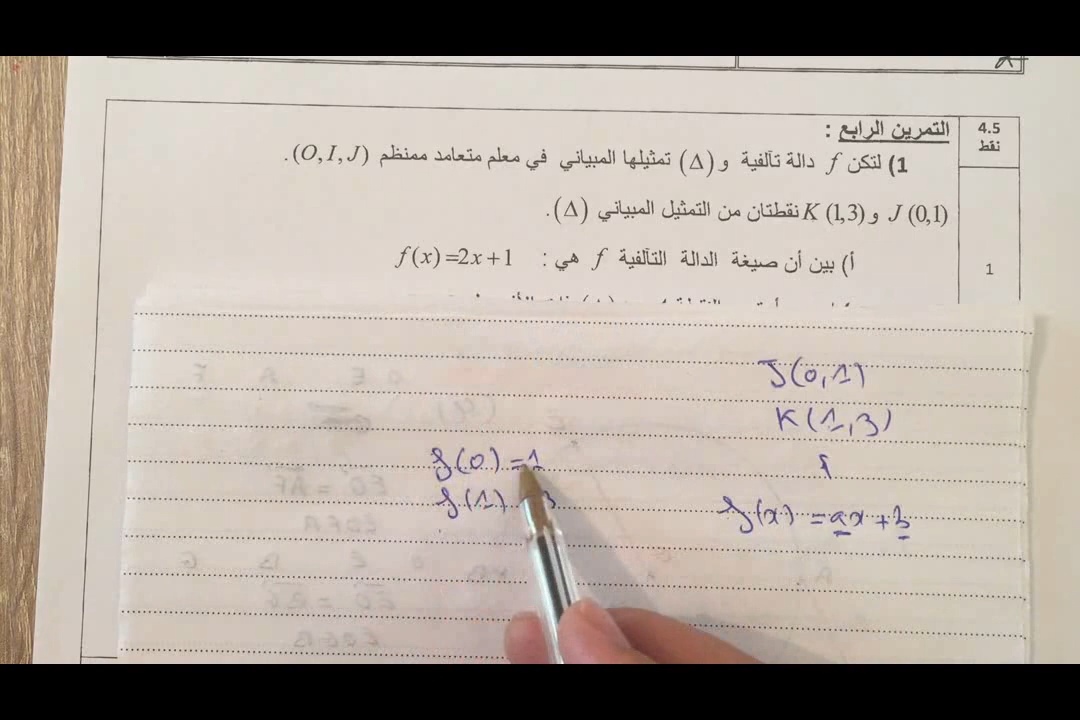 التمرين الرابع :
4.5
نقط
1) لتكن f دالة تآلفية و (Δ) تمثيلها المبياني في معلم متعامد ممنظم (O, I, J).
J (0,1) و K (1,3) نقطتان من التمثيل المبياني (Δ).
أ) بين أن صيغة الدالة التآلفية f هي : f(x)=2x+1
1
J(0,1)
K(1,3)
f(0)=1
f
f(1) 3
f(x) = ax+b